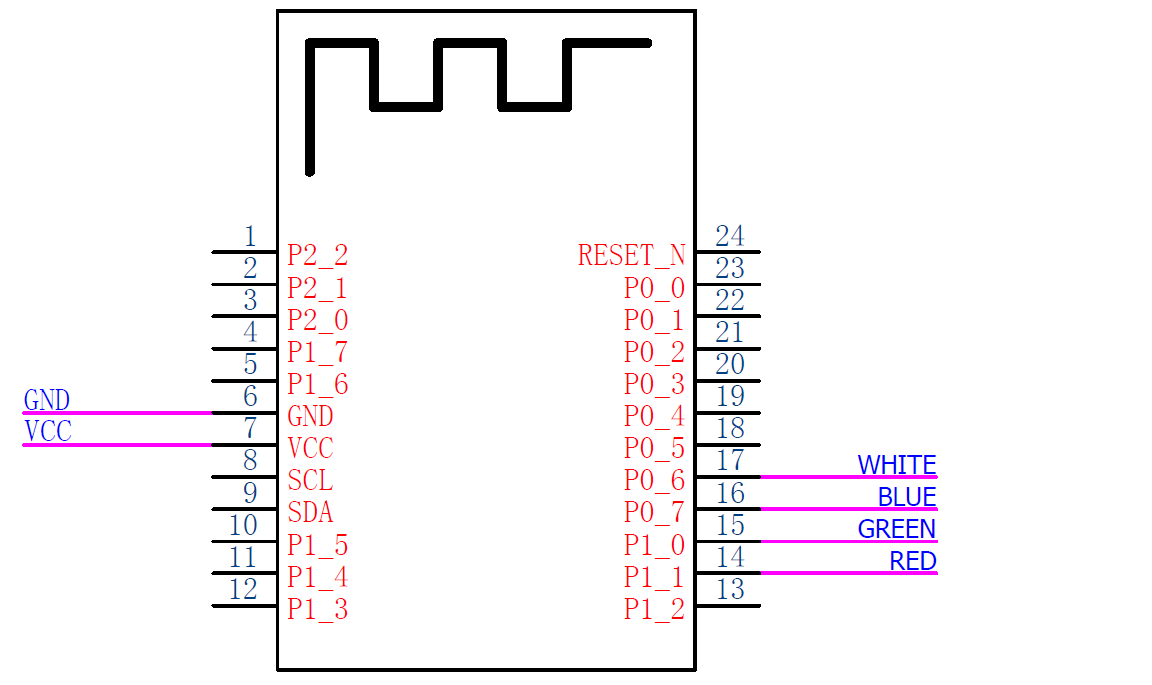 1 P2_2 RESET_N 24
2 P2_1 P0_0 23
3 P2_0 P0_1 22
4 P1_7 P0_2 21
5 P1_6 P0_3 20
GND 6 GND P0_4 19
VCC 7 VCC P0_5 18
8 SCL P0_6 17 WHITE
9 SDA P0_7 16 BLUE
10 P1_5 P1_0 15 GREEN
11 P1_4 P1_1 14 RED
12 P1_3 P1_2 13